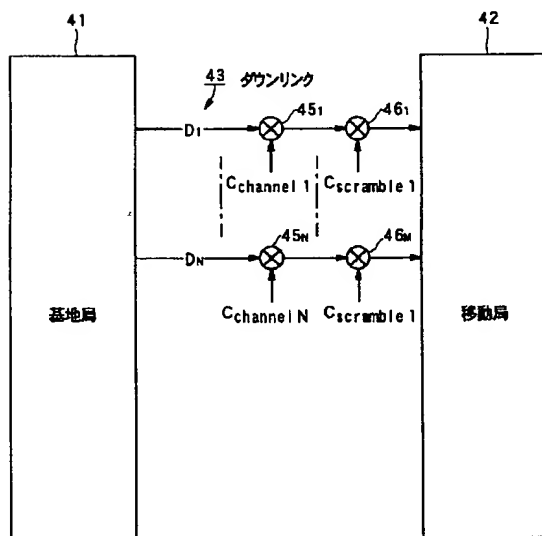 41
42
43 ダウンリンク
D1
451
461
Cchannel 1
Cscramble 1
DN
45N
46M
Cchannel N
Cscramble 1
基地局
移動局